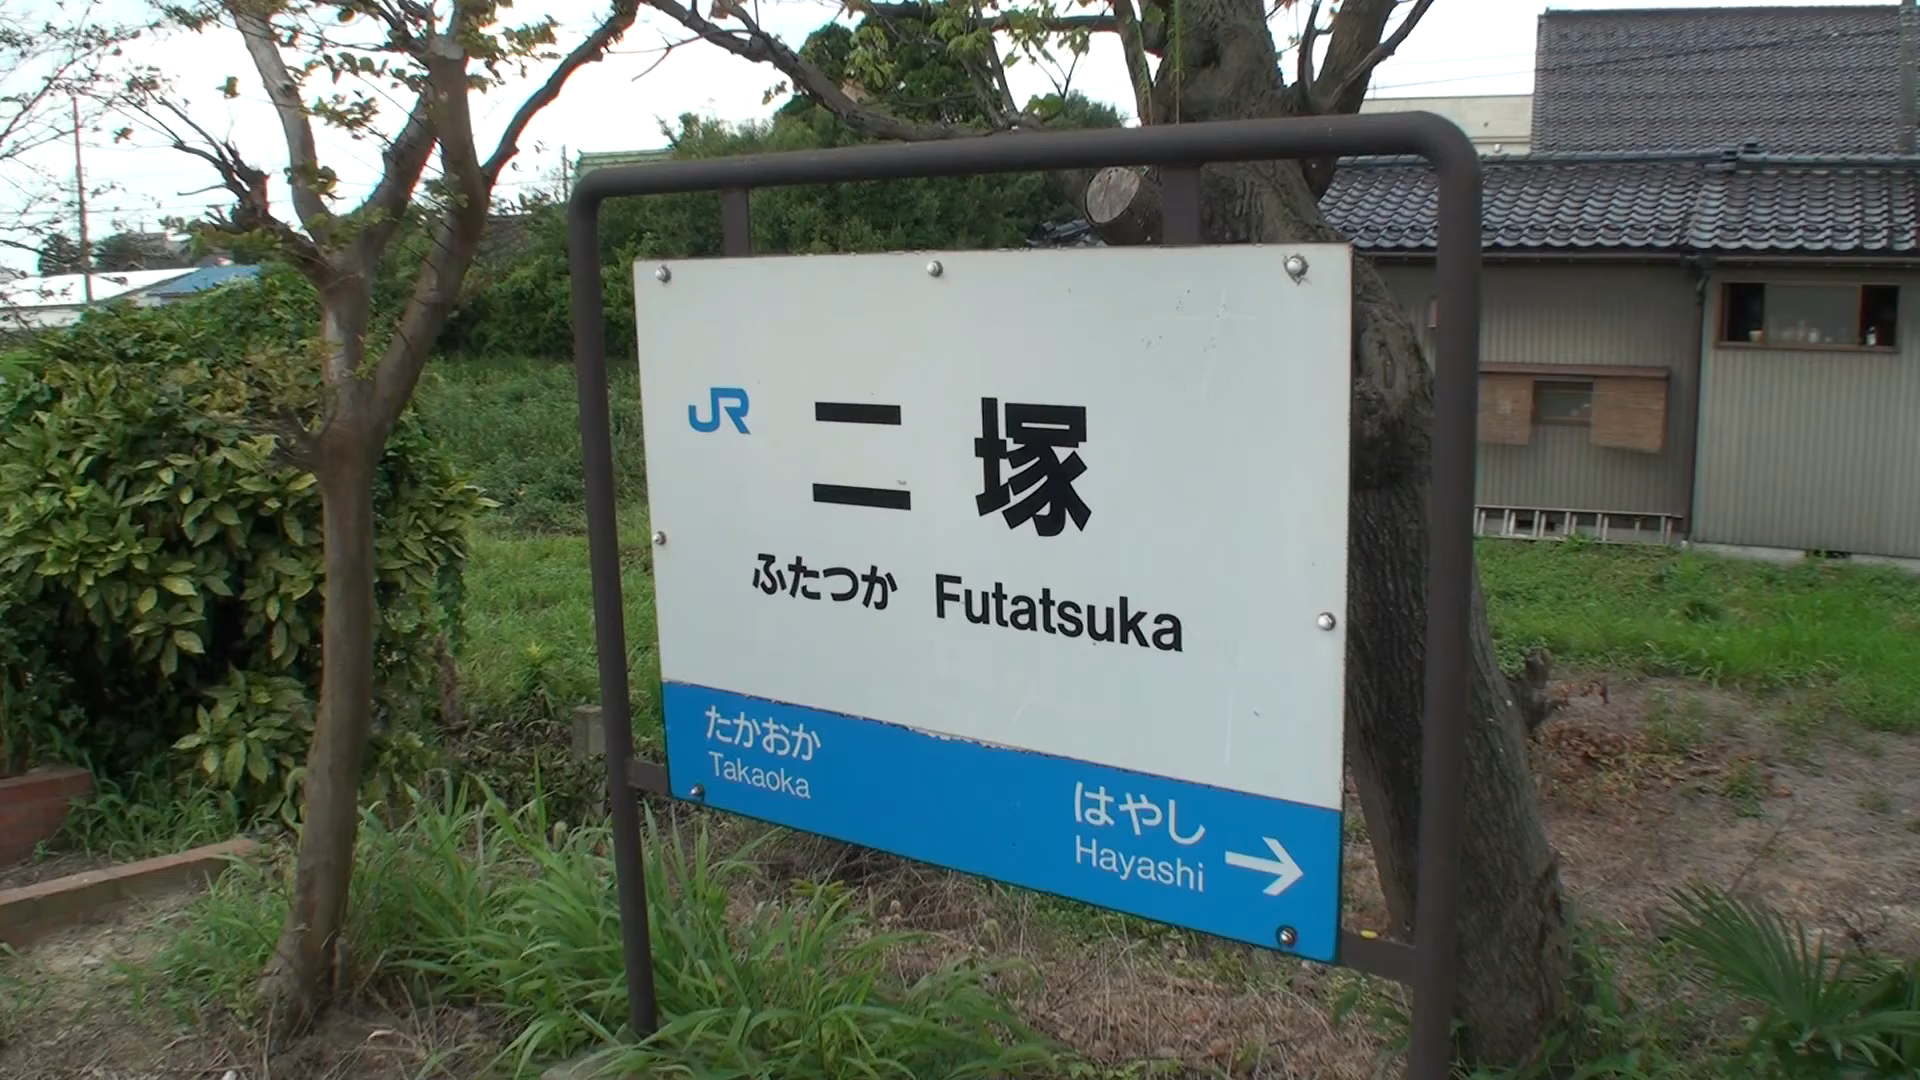 JR 二塚
ふたつか Futatsuka
たかおか
Takaoka
はやし
Hayashi →